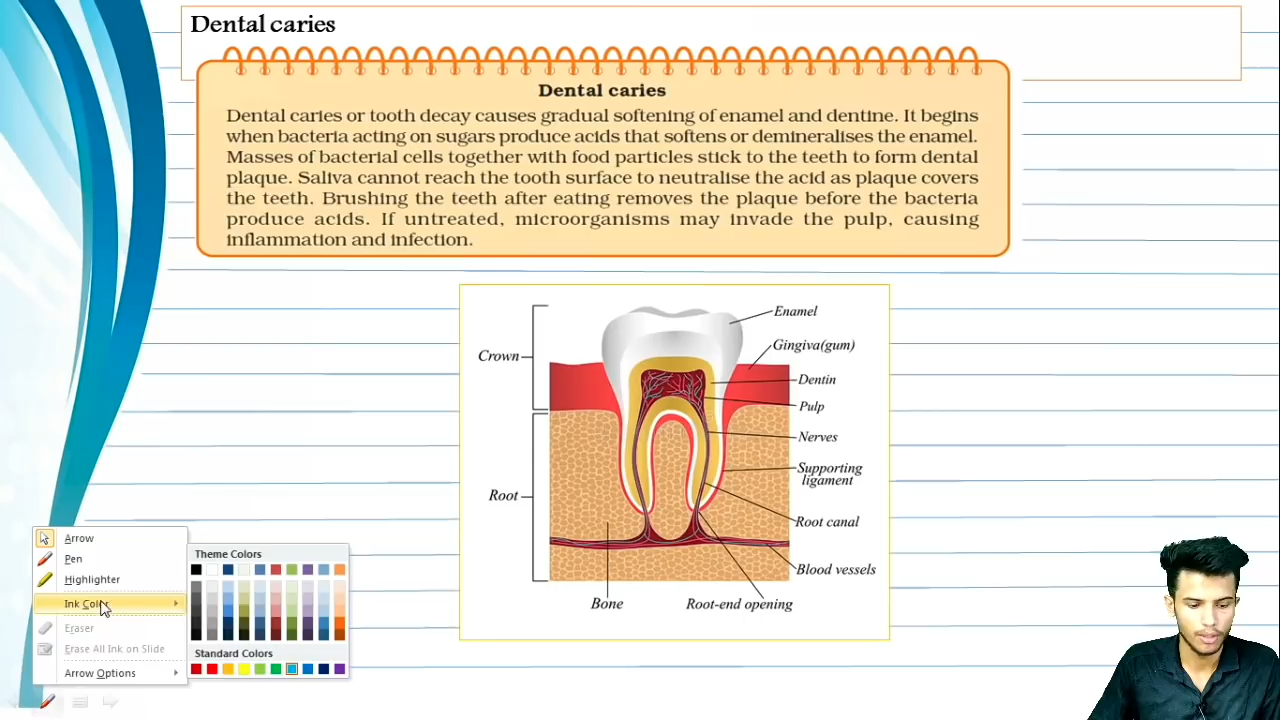 Dental caries
Dental caries
Dental caries or tooth decay causes gradual softening of enamel and dentine. It begins
when bacteria acting on sugars produce acids that softens or demineralises the enamel.
Masses of bacterial cells together with food particles stick to the teeth to form dental
plaque. Saliva cannot reach the tooth surface to neutralise the acid as plaque covers
the teeth. Brushing the teeth after eating removes the plaque before the bacteria
produce acids. If untreated, microorganisms may invade the pulp, causing
inflammation and infection.
Enamel
Gingiva(gum)
Crown
Dentin
Pulp
Nerves
Supporting
ligament
Root
Root canal
Blood vessels
Bone
Root-end opening
Arrow
Pen
Highlighter
Ink Color
Eraser
Erase All Ink on Slide
Arrow Options
Theme Colors
Standard Colors